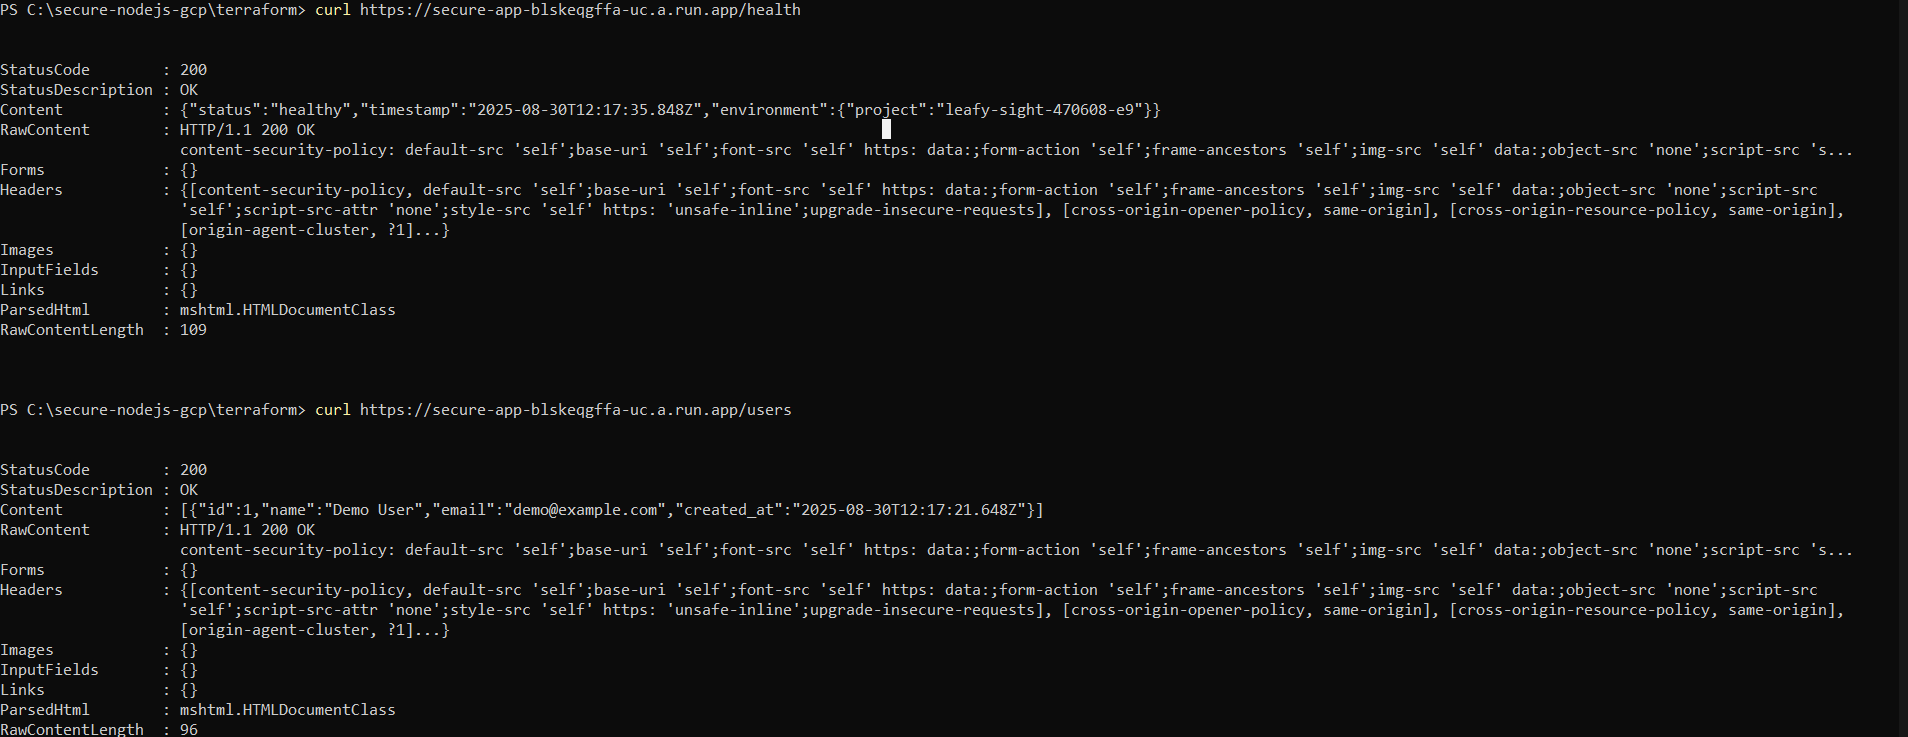 PS C:\secure-nodejs-gcp\terraform> curl https://secure-app-blskeqgffa-uc.a.run.app/health
StatusCode        : 200
StatusDescription : OK
Content           : {"status":"healthy","timestamp":"2025-08-30T12:17:35.848Z","environment":{"project":"leafy-sight-470608-e9"}}
RawContent        : HTTP/1.1 200 OK
                    content-security-policy: default-src 'self';base-uri 'self';font-src 'self' https: data:;form-action 'self';frame-ancestors 'self';img-src 'self' data:;object-src 'none';script-src 's...
Forms             : {}
Headers           : {[content-security-policy, default-src 'self';base-uri 'self';font-src 'self' https: data:;form-action 'self';frame-ancestors 'self';img-src 'self' data:;object-src 'none';script-src
                    'self';script-src-attr 'none';style-src 'self' https: 'unsafe-inline';upgrade-insecure-requests], [cross-origin-opener-policy, same-origin], [cross-origin-resource-policy, same-origin],
                    [origin-agent-cluster, ?1]...}
Images            : {}
InputFields       : {}
Links             : {}
ParsedHtml        : mshtml.HTMLDocumentClass
RawContentLength  : 109
PS C:\secure-nodejs-gcp\terraform> curl https://secure-app-blskeqgffa-uc.a.run.app/users
StatusCode        : 200
StatusDescription : OK
Content           : [{"id":1,"name":"Demo User","email":"demo@example.com","created_at":"2025-08-30T12:17:21.648Z"}]
RawContent        : HTTP/1.1 200 OK
                    content-security-policy: default-src 'self';base-uri 'self';font-src 'self' https: data:;form-action 'self';frame-ancestors 'self';img-src 'self' data:;object-src 'none';script-src 's...
Forms             : {}
Headers           : {[content-security-policy, default-src 'self';base-uri 'self';font-src 'self' https: data:;form-action 'self';frame-ancestors 'self';img-src 'self' data:;object-src 'none';script-src
                    'self';script-src-attr 'none';style-src 'self' https: 'unsafe-inline';upgrade-insecure-requests], [cross-origin-opener-policy, same-origin], [cross-origin-resource-policy, same-origin],
                    [origin-agent-cluster, ?1]...}
Images            : {}
InputFields       : {}
Links             : {}
ParsedHtml        : mshtml.HTMLDocumentClass
RawContentLength  : 96